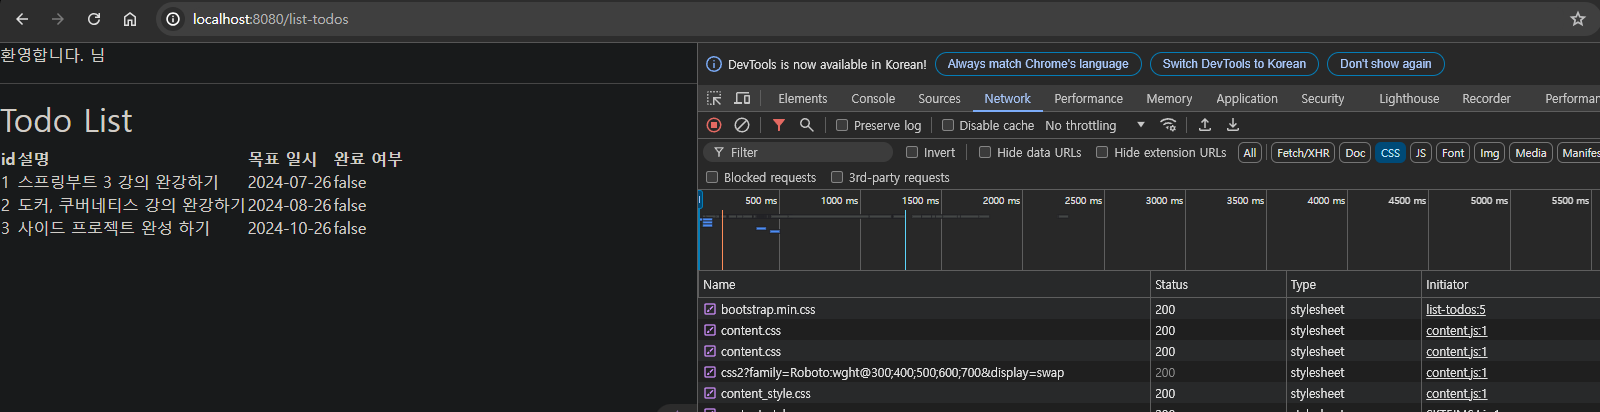 localhost:8080/list-todos
환영합니다. 님
Todo List
id 설명 목표 일시 완료 여부
1 스프링부트 3 강의 완강하기 2024-07-26 false
2 도커, 쿠버네티스 강의 완강하기 2024-08-26 false
3 사이드 프로젝트 완성 하기 2024-10-26 false
DevTools is now available in Korean! Always match Chrome's language Switch DevTools to Korean Don't show again
Elements Console Sources Network Performance Memory Application Security Lighthouse Recorder Performan
Preserve log Disable cache No throttling
Filter Invert Hide data URLs Hide extension URLs All Fetch/XHR Doc CSS JS Font Img Media Manifes
Blocked requests 3rd-party requests
500 ms 1000 ms 1500 ms 2000 ms 2500 ms 3000 ms 3500 ms 4000 ms 4500 ms 5000 ms 5500 ms
Name Status Type Initiator
bootstrap.min.css 200 stylesheet list-todos:5
content.css 200 stylesheet content.js:1
content.css 200 stylesheet content.js:1
css2?family=Roboto:wght@300;400;500;600;700&display=swap 200 stylesheet content.js:1
content_style.css 200 stylesheet content.js:1